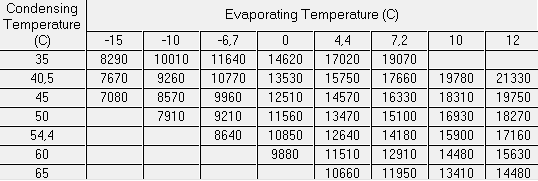 Condensing Temperature (C) Evaporating Temperature (C)
-15 -10 -6,7 0 4,4 7,2 10 12
35 8290 10010 11640 14620 17020 19070
40,5 7670 9260 10770 13530 15750 17660 19780 21330
45 7080 8570 9960 12510 14570 16330 18310 19750
50 7910 9210 11560 13470 15100 16930 18270
54,4 8640 10850 12640 14180 15900 17160
60 9880 11510 12910 14480 15630
65 10660 11950 13410 14480